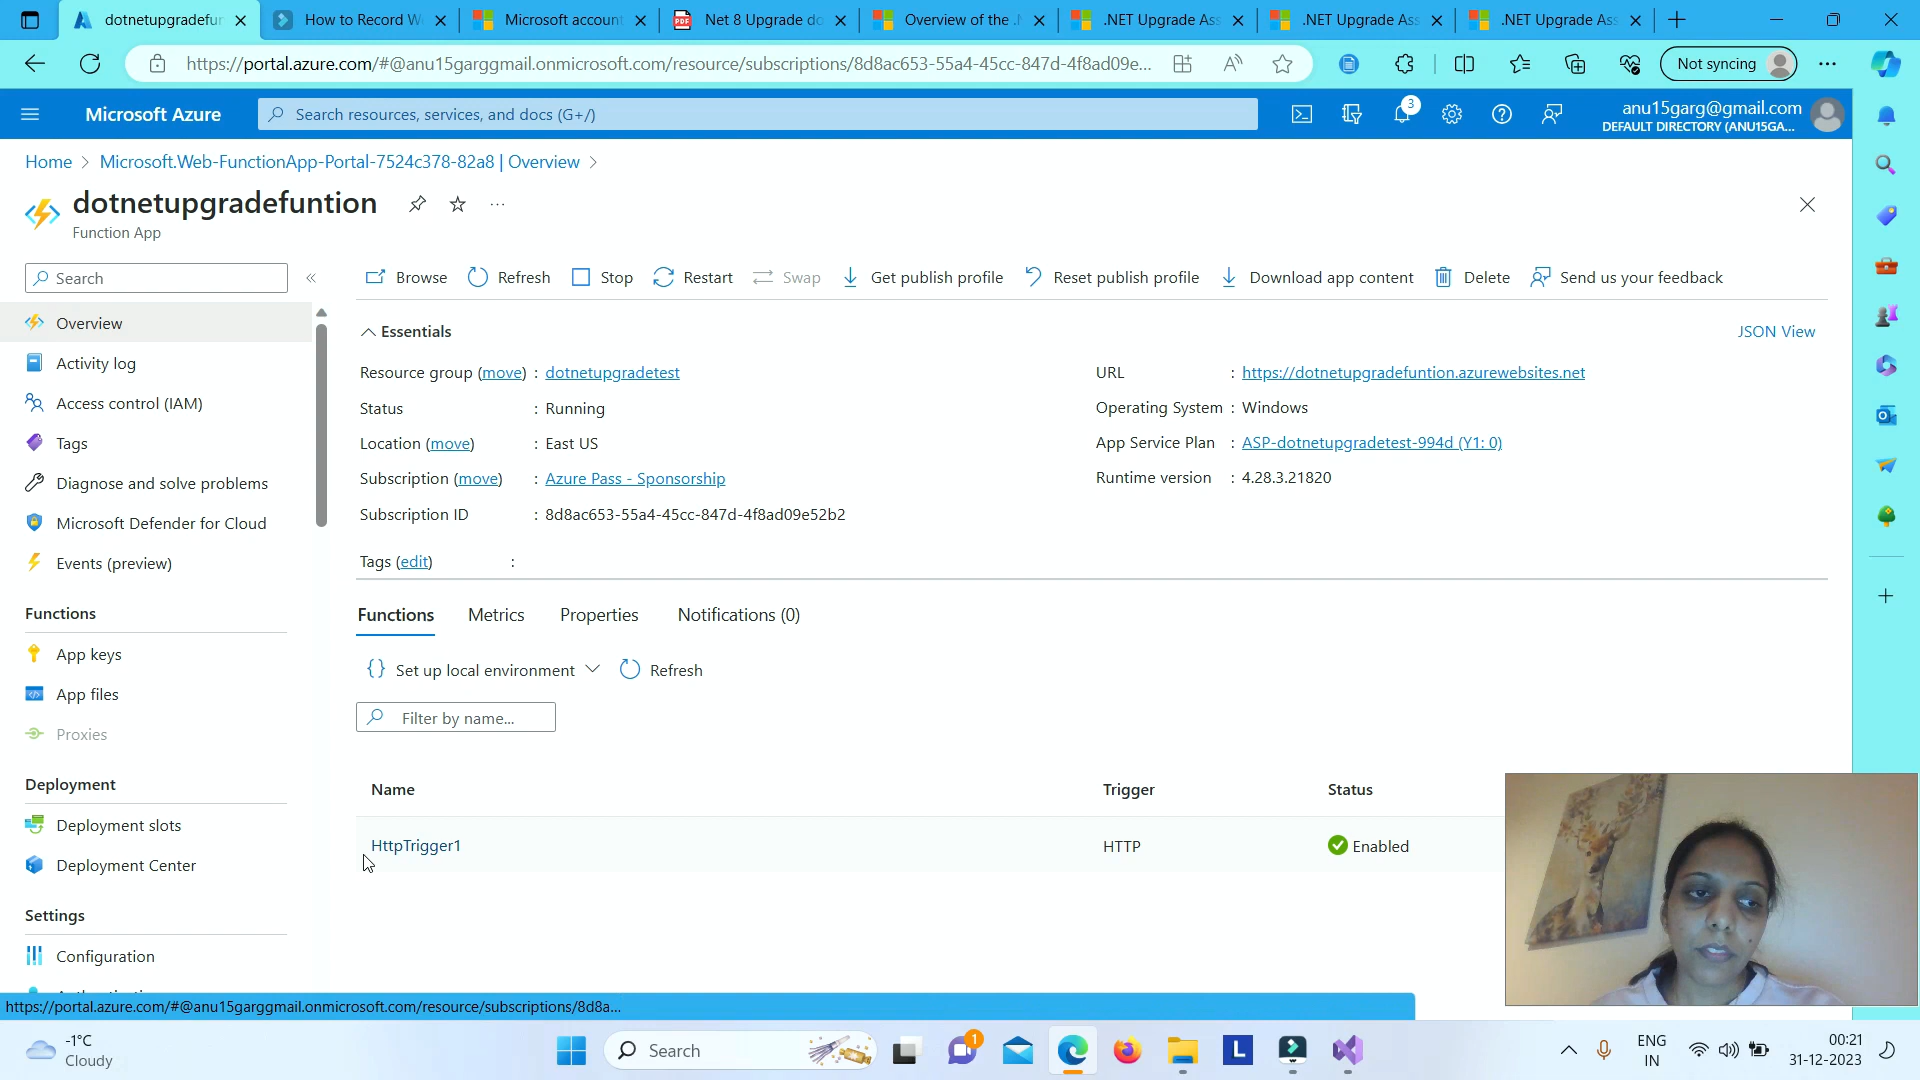 dotnetupgradefun
How to Record W
Microsoft account
Net 8 Upgrade do
Overview of the .
.NET Upgrade Ass
.NET Upgrade Ass
.NET Upgrade Ass
https://portal.azure.com/#@anu15garggmail.onmicrosoft.com/resource/subscriptions/8d8ac653-55a4-45cc-847d-4f8ad09e...
Not syncing
Microsoft Azure
Search resources, services, and docs (G+/)
3
anu15garg@gmail.com
DEFAULT DIRECTORY (ANU15GA...
Home > Microsoft.Web-FunctionApp-Portal-7524c378-82a8 | Overview >
dotnetupgradefuntion
Function App
Search
Browse
Refresh
Stop
Restart
Swap
Get publish profile
Reset publish profile
Download app content
Delete
Send us your feedback
Overview
Activity log
Access control (IAM)
Tags
Diagnose and solve problems
Microsoft Defender for Cloud
Events (preview)
Functions
App keys
App files
Proxies
Deployment
Deployment slots
Deployment Center
Settings
Configuration
Essentials
JSON View
Resource group (move) : dotnetupgradetest
Status : Running
Location (move) : East US
Subscription (move) : Azure Pass - Sponsorship
Subscription ID : 8d8ac653-55a4-45cc-847d-4f8ad09e52b2
Tags (edit) :
URL : https://dotnetupgradefuntion.azurewebsites.net
Operating System : Windows
App Service Plan : ASP-dotnetupgradetest-994d (Y1: 0)
Runtime version : 4.28.3.21820
Functions
Metrics
Properties
Notifications (0)
Set up local environment
Refresh
Filter by name...
Name
Trigger
Status
HttpTrigger1
HTTP
Enabled
https://portal.azure.com/#@anu15garggmail.onmicrosoft.com/resource/subscriptions/8d8a...
-1°C
Cloudy
Search
1
L
ENG
IN
00:21
31-12-2023